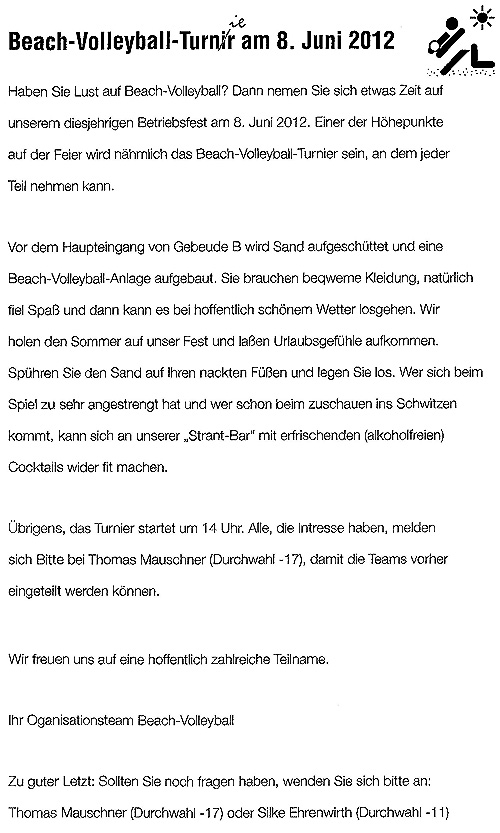 Beach-Volleyball-Turnir am 8. Juni 2012
ie
Haben Sie Lust auf Beach-Volleyball? Dann nemen Sie sich etwas Zeit auf
unserem diesjehrigen Betriebsfest am 8. Juni 2012. Einer der Höhepunkte
auf der Feier wird nähmlich das Beach-Volleyball-Turnier sein, an dem jeder
Teil nehmen kann.
Vor dem Haupteingang von Gebeude B wird Sand aufgeschüttet und eine
Beach-Volleyball-Anlage aufgebaut. Sie brauchen beqweme Kleidung, natürlich
fiel Spaß und dann kann es bei hoffentlich schönem Wetter losgehen. Wir
holen den Sommer auf unser Fest und laßen Urlaubsgefühle aufkommen.
Spühren Sie den Sand auf Ihren nackten Füßen und legen Sie los. Wer sich beim
Spiel zu sehr angestrengt hat und wer schon beim zuschauen ins Schwitzen
kommt, kann sich an unserer „Strant-Bar“ mit erfrischenden (alkoholfreien)
Cocktails wider fit machen.
Übrigens, das Turnier startet um 14 Uhr. Alle, die Intresse haben, melden
sich Bitte bei Thomas Mauschner (Durchwahl -17), damit die Teams vorher
eingeteilt werden können.
Wir freuen uns auf eine hoffentlich zahlreiche Teilname.
Ihr Oganisationsteam Beach-Volleyball
Zu guter Letzt: Sollten Sie noch fragen haben, wenden Sie sich bitte an:
Thomas Mauschner (Durchwahl -17) oder Silke Ehrenwirth (Durchwahl -11)